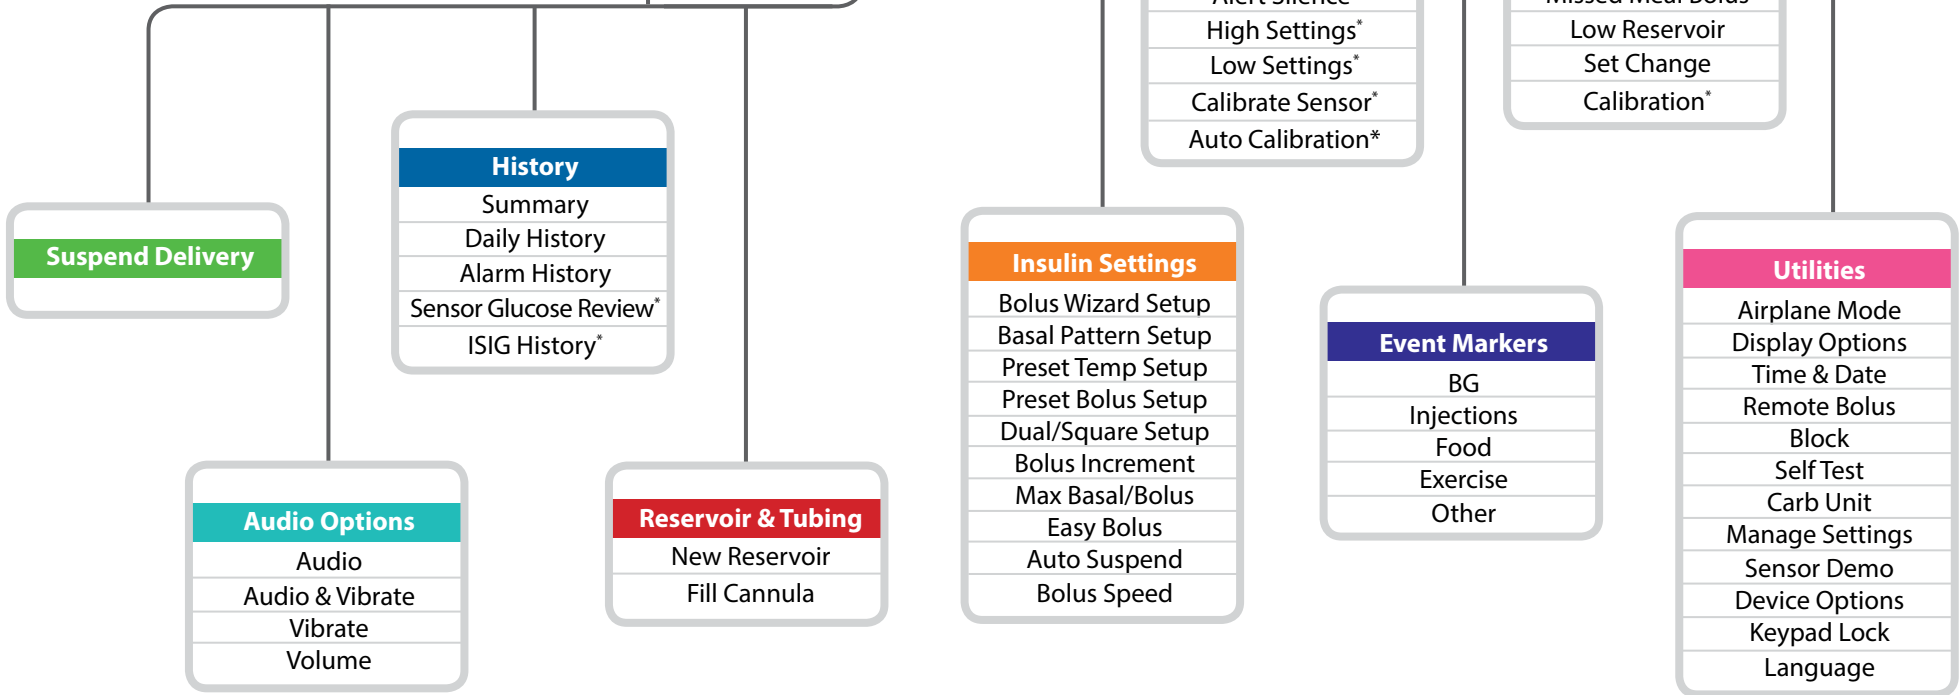 Alert Silence
High Settings*
Low Settings*
Calibrate Sensor*
Auto Calibration*
Missed Meal Bolus
Low Reservoir
Set Change
Calibration*
Suspend Delivery
History
Summary
Daily History
Alarm History
Sensor Glucose Review*
ISIG History*
Audio Options
Audio
Audio & Vibrate
Vibrate
Volume
Reservoir & Tubing
New Reservoir
Fill Cannula
Insulin Settings
Bolus Wizard Setup
Basal Pattern Setup
Preset Temp Setup
Preset Bolus Setup
Dual/Square Setup
Bolus Increment
Max Basal/Bolus
Easy Bolus
Auto Suspend
Bolus Speed
Event Markers
BG
Injections
Food
Exercise
Other
Utilities
Airplane Mode
Display Options
Time & Date
Remote Bolus
Block
Self Test
Carb Unit
Manage Settings
Sensor Demo
Device Options
Keypad Lock
Language